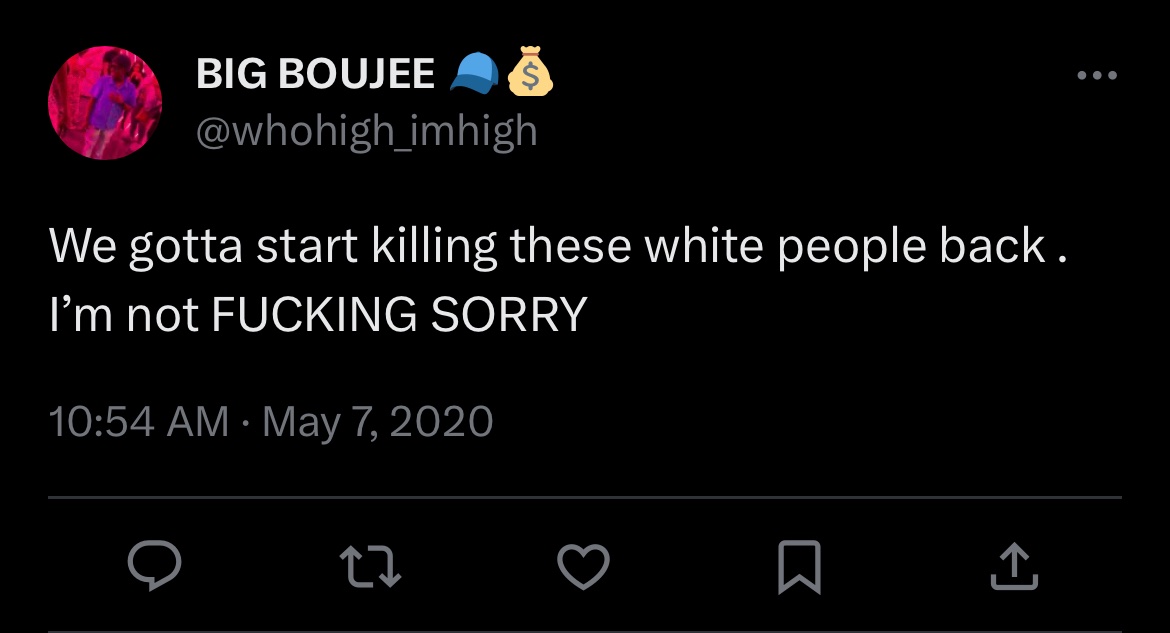 BIG BOUJEE 🧢💰
@whohigh_imhigh
We gotta start killing these white people back .
I’m not FUCKING SORRY
10:54 AM · May 7, 2020